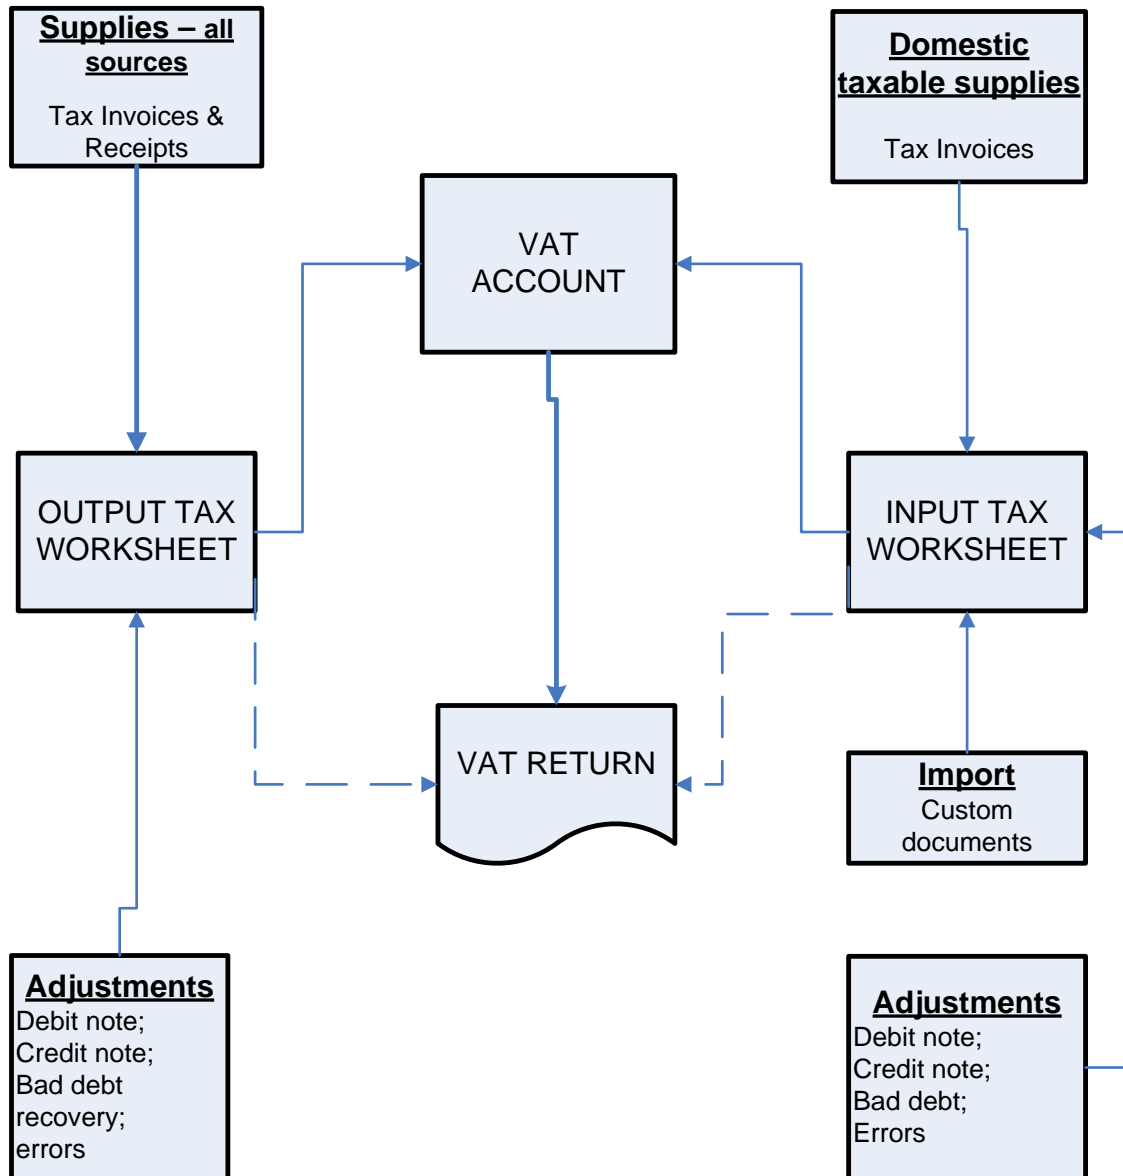 Supplies – all
sources
Tax Invoices &
Receipts
Domestic
taxable supplies
Tax Invoices
VAT
ACCOUNT
OUTPUT TAX
WORKSHEET
INPUT TAX
WORKSHEET
VAT RETURN
Import
Custom
documents
Adjustments
Debit note;
Credit note;
Bad debt
recovery;
errors
Adjustments
Debit note;
Credit note;
Bad debt;
Errors